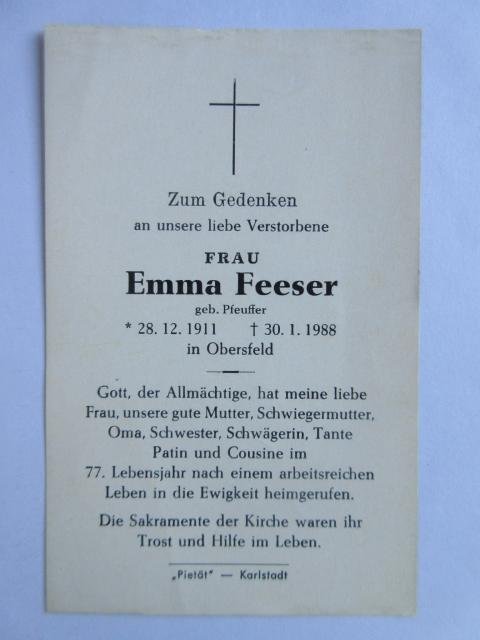 Zum Gedenken
an unsere liebe Verstorbene
FRAU
Emma Feeser
geb. Pfeuffer
* 28. 12. 1911 † 30. 1. 1988
in Obersfeld
Gott, der Allmächtige, hat meine liebe
Frau, unsere gute Mutter, Schwiegermutter,
Oma, Schwester, Schwägerin, Tante
Patin und Cousine im
77. Lebensjahr nach einem arbeitsreichen
Leben in die Ewigkeit heimgerufen.
Die Sakramente der Kirche waren ihr
Trost und Hilfe im Leben.
„Pietät" — Karlstadt